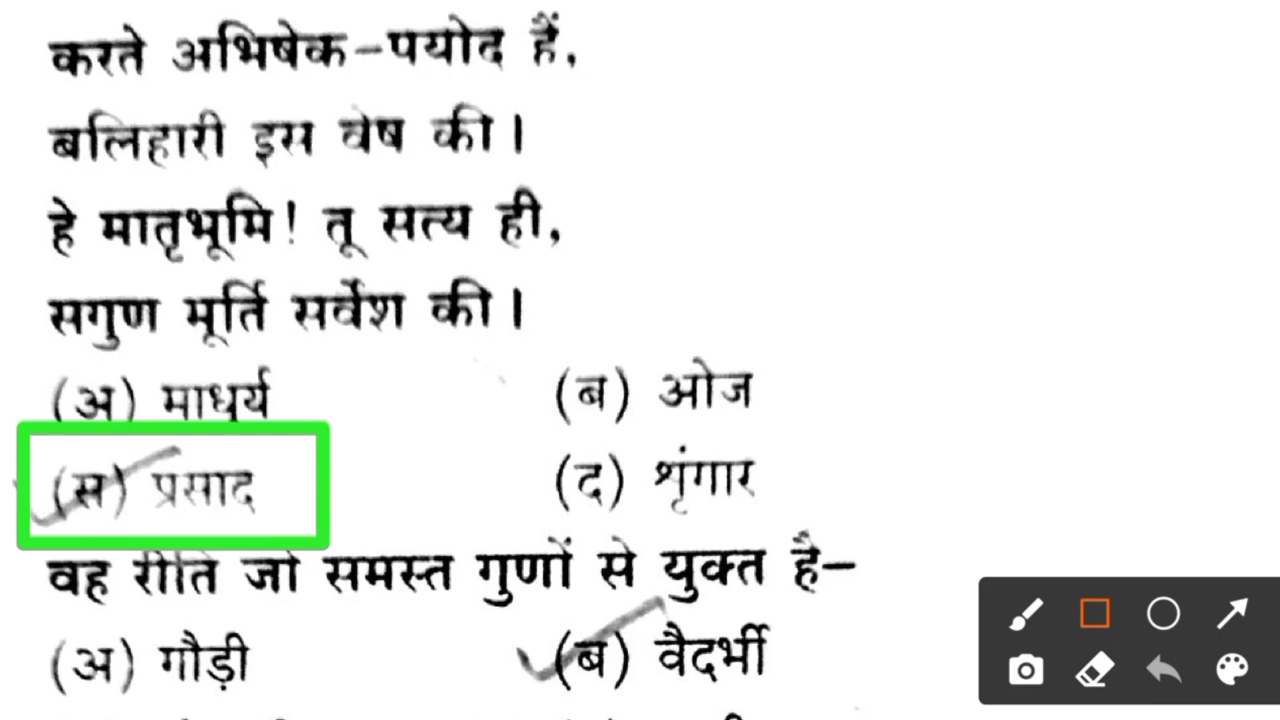 करते अभिषेक-पयोद हैं,
बलिहारी इस वेष की।
हे मातृभूमि! तू सत्य ही,
सगुण मूर्ति सर्वेश की।
(अ) माधुर्य (ब) ओज
(स) प्रसाद (द) शृंगार
वह रीति जो समस्त गुणों से युक्त है–
(अ) गौड़ी (ब) वैदर्भी